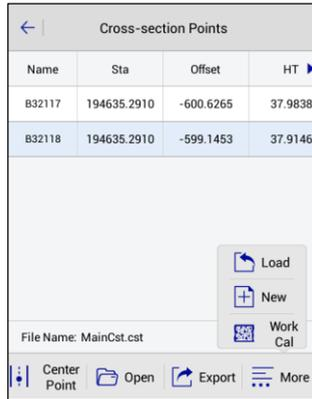 Cross-section Points
Name Sta Offset HT
B32117 194635.2910 -600.6265 37.9838
B32118 194635.2910 -599.1453 37.9146
Load
New
Work
Cal
File Name: MainCst.cst
Center
Point
Open
Export
More